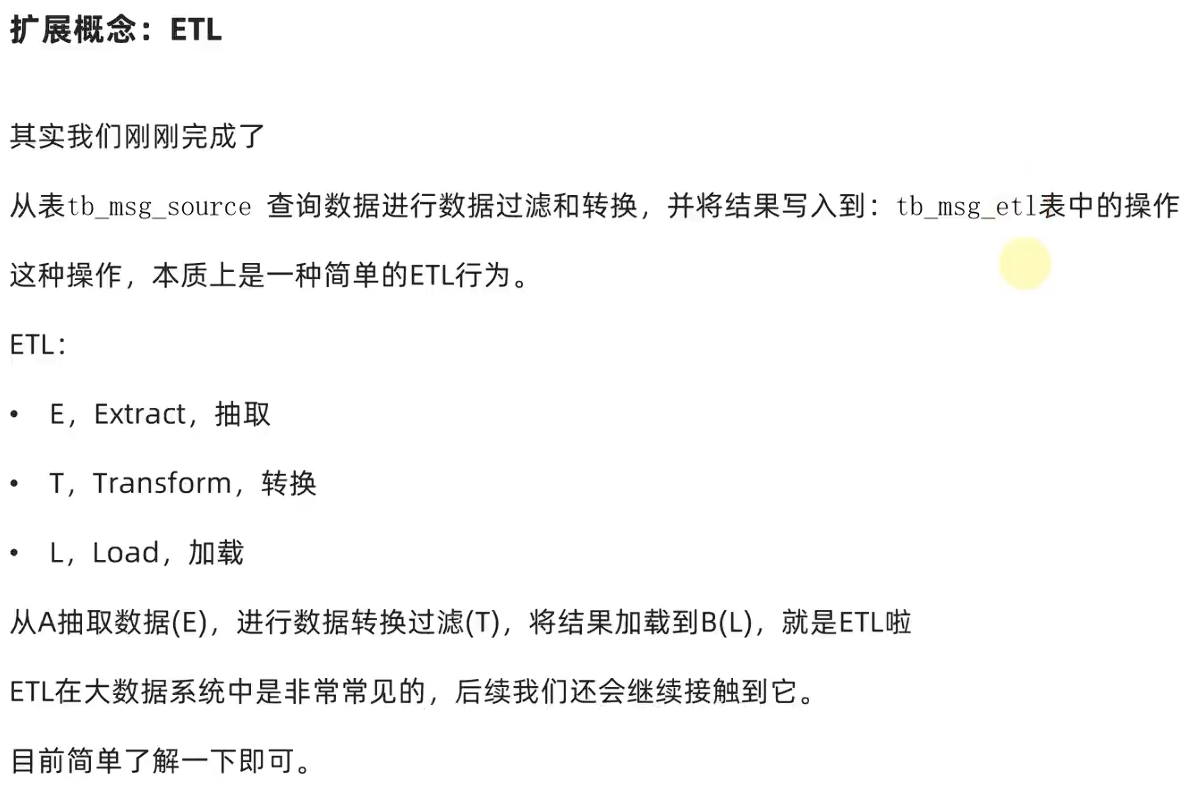 扩展概念：ETL
其实我们刚刚完成了
从表tb_msg_source 查询数据进行数据过滤和转换，并将结果写入到：tb_msg_etl表中的操作
这种操作，本质上是一种简单的ETL行为。
ETL：
• E，Extract，抽取
• T，Transform，转换
• L，Load，加载
从A抽取数据(E)，进行数据转换过滤(T)，将结果加载到B(L)，就是ETL啦
ETL在大数据系统中是非常常见的，后续我们还会继续接触到它。
目前简单了解一下即可。